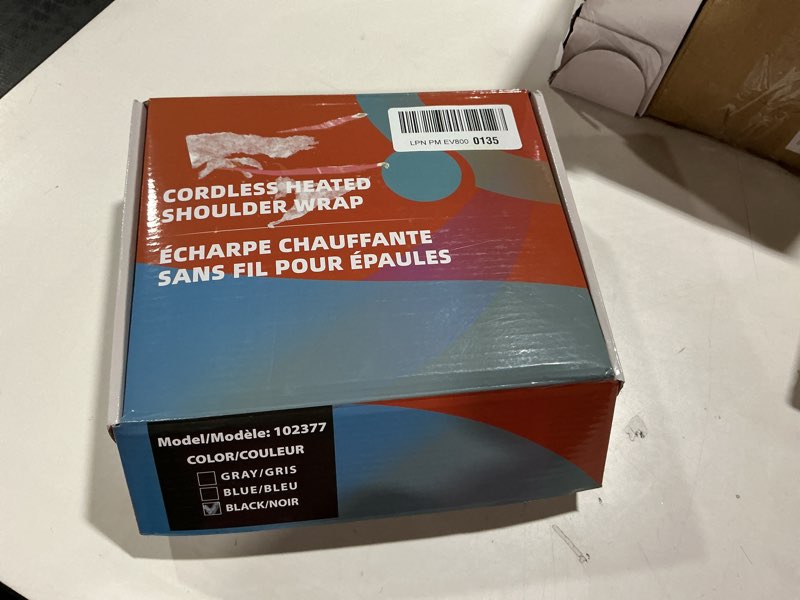 LPN PM EV800 0135
CORDLESS HEATED
SHOULDER WRAP
ÉCHARPE CHAUFFANTE
SANS FIL POUR ÉPAULES
Model/Modèle: 102377
COLOR/COULEUR
GRAY/GRIS
BLUE/BLEU
BLACK/NOIR